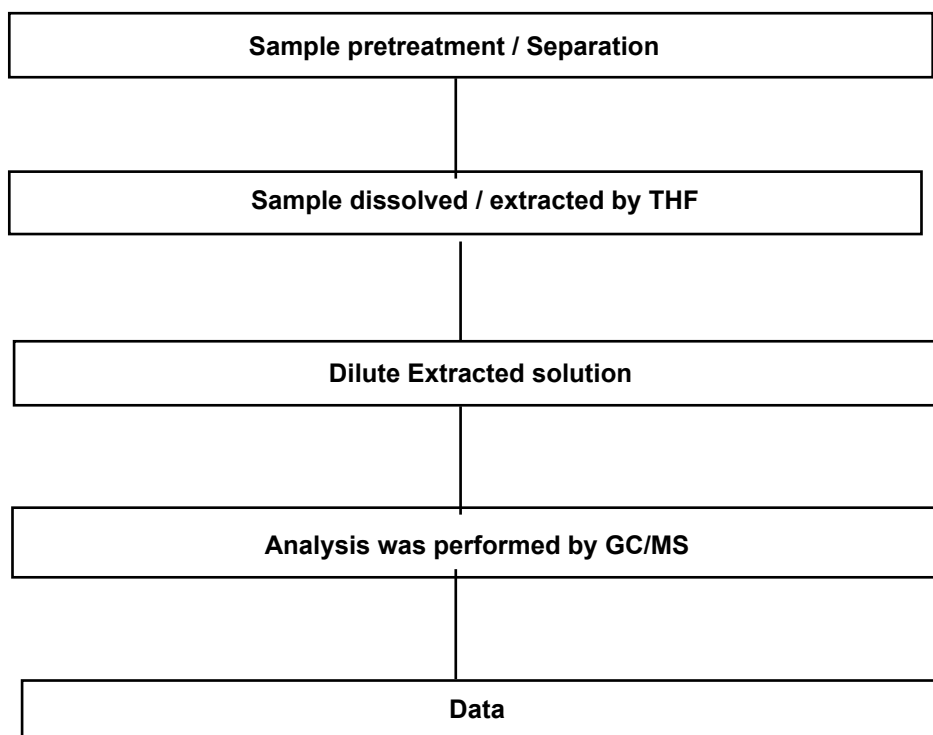 Sample pretreatment / Separation
Sample dissolved / extracted by THF
Dilute Extracted solution
Analysis was performed by GC/MS
Data